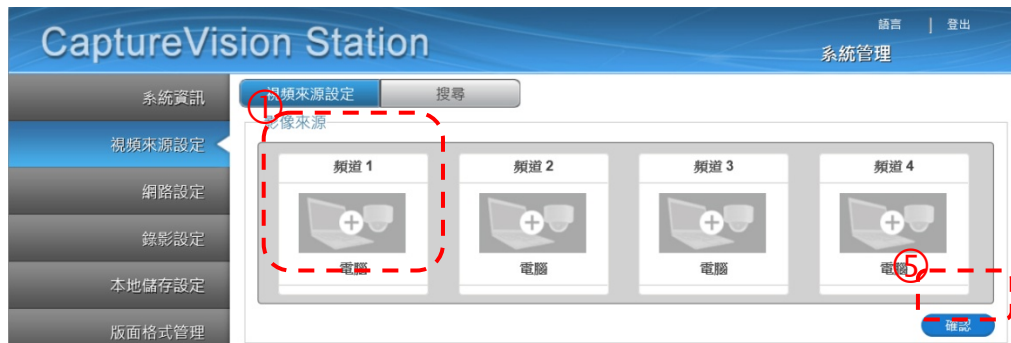 CaptureVision Station
語言 | 登出
系統管理
系統資訊
視頻來源設定
網路設定
錄影設定
本地儲存設定
版面格式管理
視頻來源設定 搜尋
①
影像來源
頻道 1 頻道 2 頻道 3 頻道 4
電腦 電腦 電腦 電腦
⑤
確認